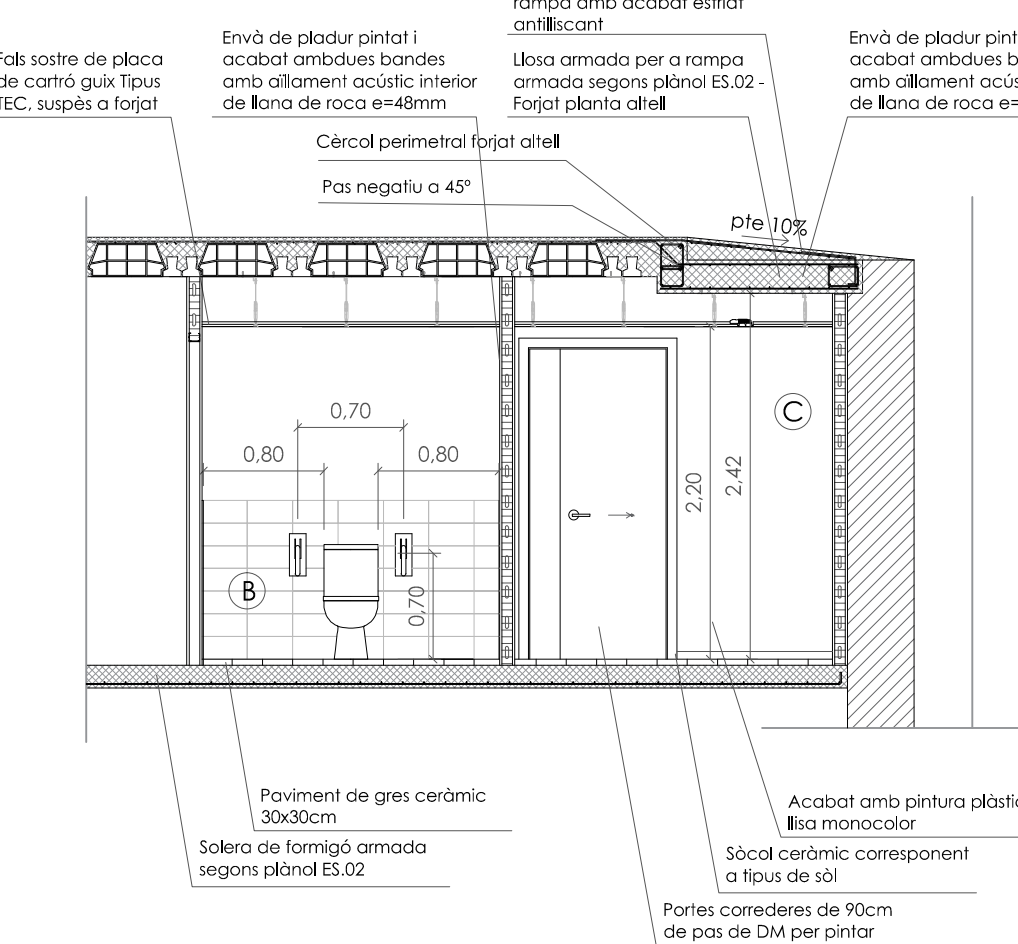 rampa amb acabat estriat
antilliscant
Fals sostre de placa
de cartró guix Tipus
TEC, suspès a forjat
Envà de pladur pintat i
acabat ambdues bandes
amb aïllament acústic interior
de llana de roca e=48mm
Llosa armada per a rampa
armada segons plànol ES.02 -
Forjat planta altell
Envà de pladur pint
acabat ambdues b
amb aïllament acús
de llana de roca e=
Cèrcol perimetral forjat altell
Pas negatiu a 45º
pte 10%
0,70
0,80
0,80
C
2,20
2,42
B
0,70
Paviment de gres ceràmic
30x30cm
Solera de formigó armada
segons plànol ES.02
Acabat amb pintura plàstic
llisa monocolor
Sòcol ceràmic corresponent
a tipus de sòl
Portes correderes de 90cm
de pas de DM per pintar